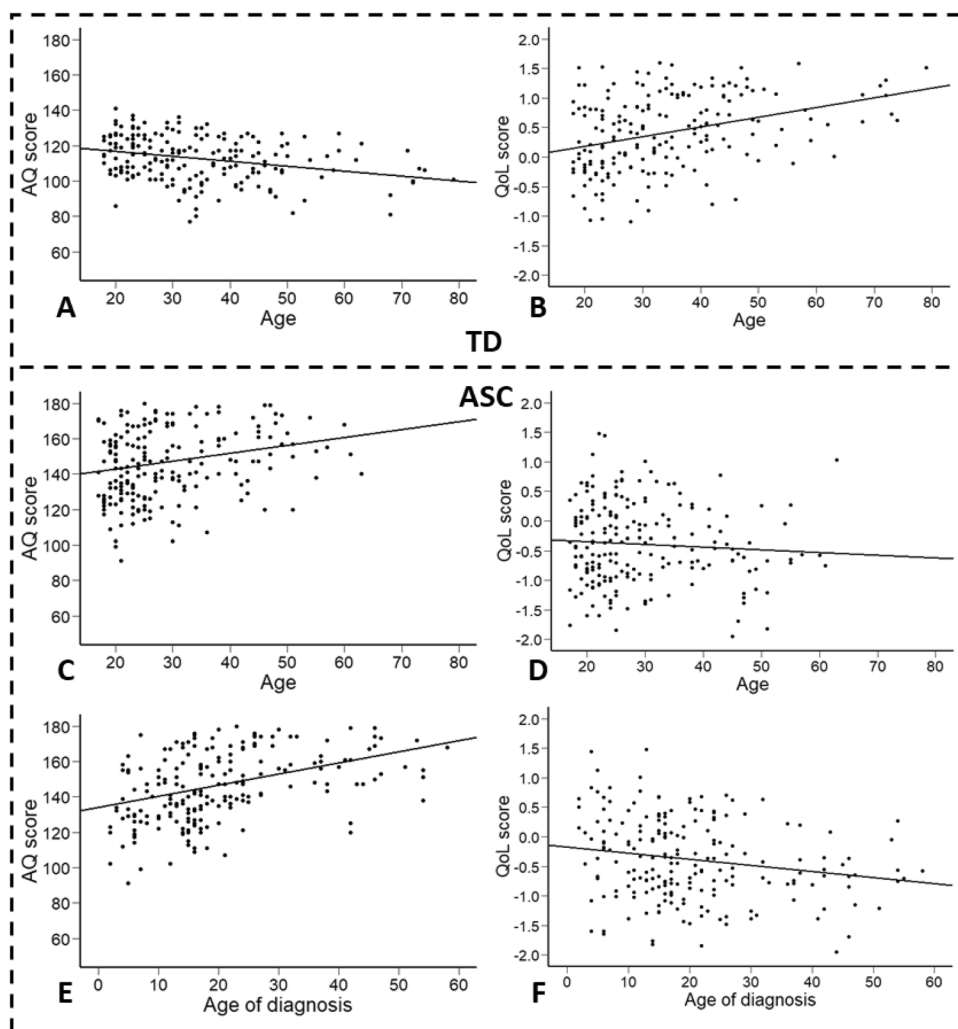 180
160
140
120
100
80
60
AQ score
20 30 40 50 60 70 80
Age
A
2.0
1.5
1.0
0.5
0.0
-0.5
-1.0
-1.5
-2.0
QoL score
20 30 40 50 60 70 80
Age
B
TD
ASC
180
160
140
120
100
80
60
AQ score
20 30 40 50 60 70 80
Age
C
2.0
1.5
1.0
0.5
0.0
-0.5
-1.0
-1.5
-2.0
QoL score
20 30 40 50 60 70 80
Age
D
180
160
140
120
100
80
60
AQ score
0 10 20 30 40 50 60
Age of diagnosis
E
2.0
1.5
1.0
0.5
0.0
-0.5
-1.0
-1.5
-2.0
QoL score
0 10 20 30 40 50 60
Age of diagnosis
F